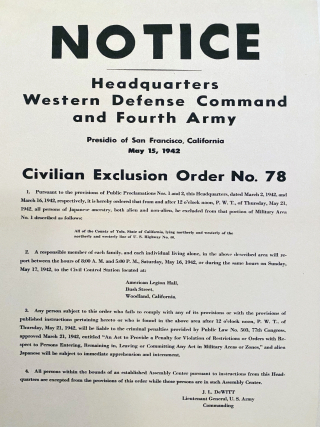 NOTICE
Headquarters
Western Defense Command
and Fourth Army
Presidio of San Francisco, California
May 15, 1942
Civilian Exclusion Order No. 78
1. Pursuant to the provisions of Public Proclamations Nos. 1 and 2, this Headquarters, dated March 2, 1942, and
March 16, 1942, respectively, it is hereby ordered that from and after 12 o'clock noon, P. W. T., of Thursday, May 21,
1942, all persons of Japanese ancestry, both alien and non-alien, be excluded from that portion of Military Area
No. 1 described as follows:
All of the County of Yolo, State of California, lying northerly and westerly of the
northerly and westerly line of U. S. Highway No. 40.
2. A responsible member of each family, and each individual living alone, in the above described area will re-
port between the hours of 8:00 A. M. and 5:00 P. M., Saturday, May 16, 1942, or during the same hours on Sunday,
May 17, 1942, to the Civil Control Station located at:
American Legion Hall,
Bush Street,
Woodland, California.
3. Any person subject to this order who fails to comply with any of its provisions or with the provisions of
published instructions pertaining hereto or who is found in the above area after 12 o'clock noon, P. W. T., of
Thursday, May 21, 1942, will be liable to the criminal penalties provided by Public Law No. 503, 77th Congress,
approved March 21, 1942, entitled "An Act to Provide a Penalty for Violation of Restrictions or Orders with Re-
spect to Persons Entering, Remaining in, Leaving or Committing Any Act in Military Areas or Zones," and alien
Japanese will be subject to immediate apprehension and internment.
4. All persons within the bounds of an established Assembly Center pursuant to instructions from this Head-
quarters are excepted from the provisions of this order while those persons are in such Assembly Center.
J. L. DeWITT
Lieutenant General, U. S. Army
Commanding